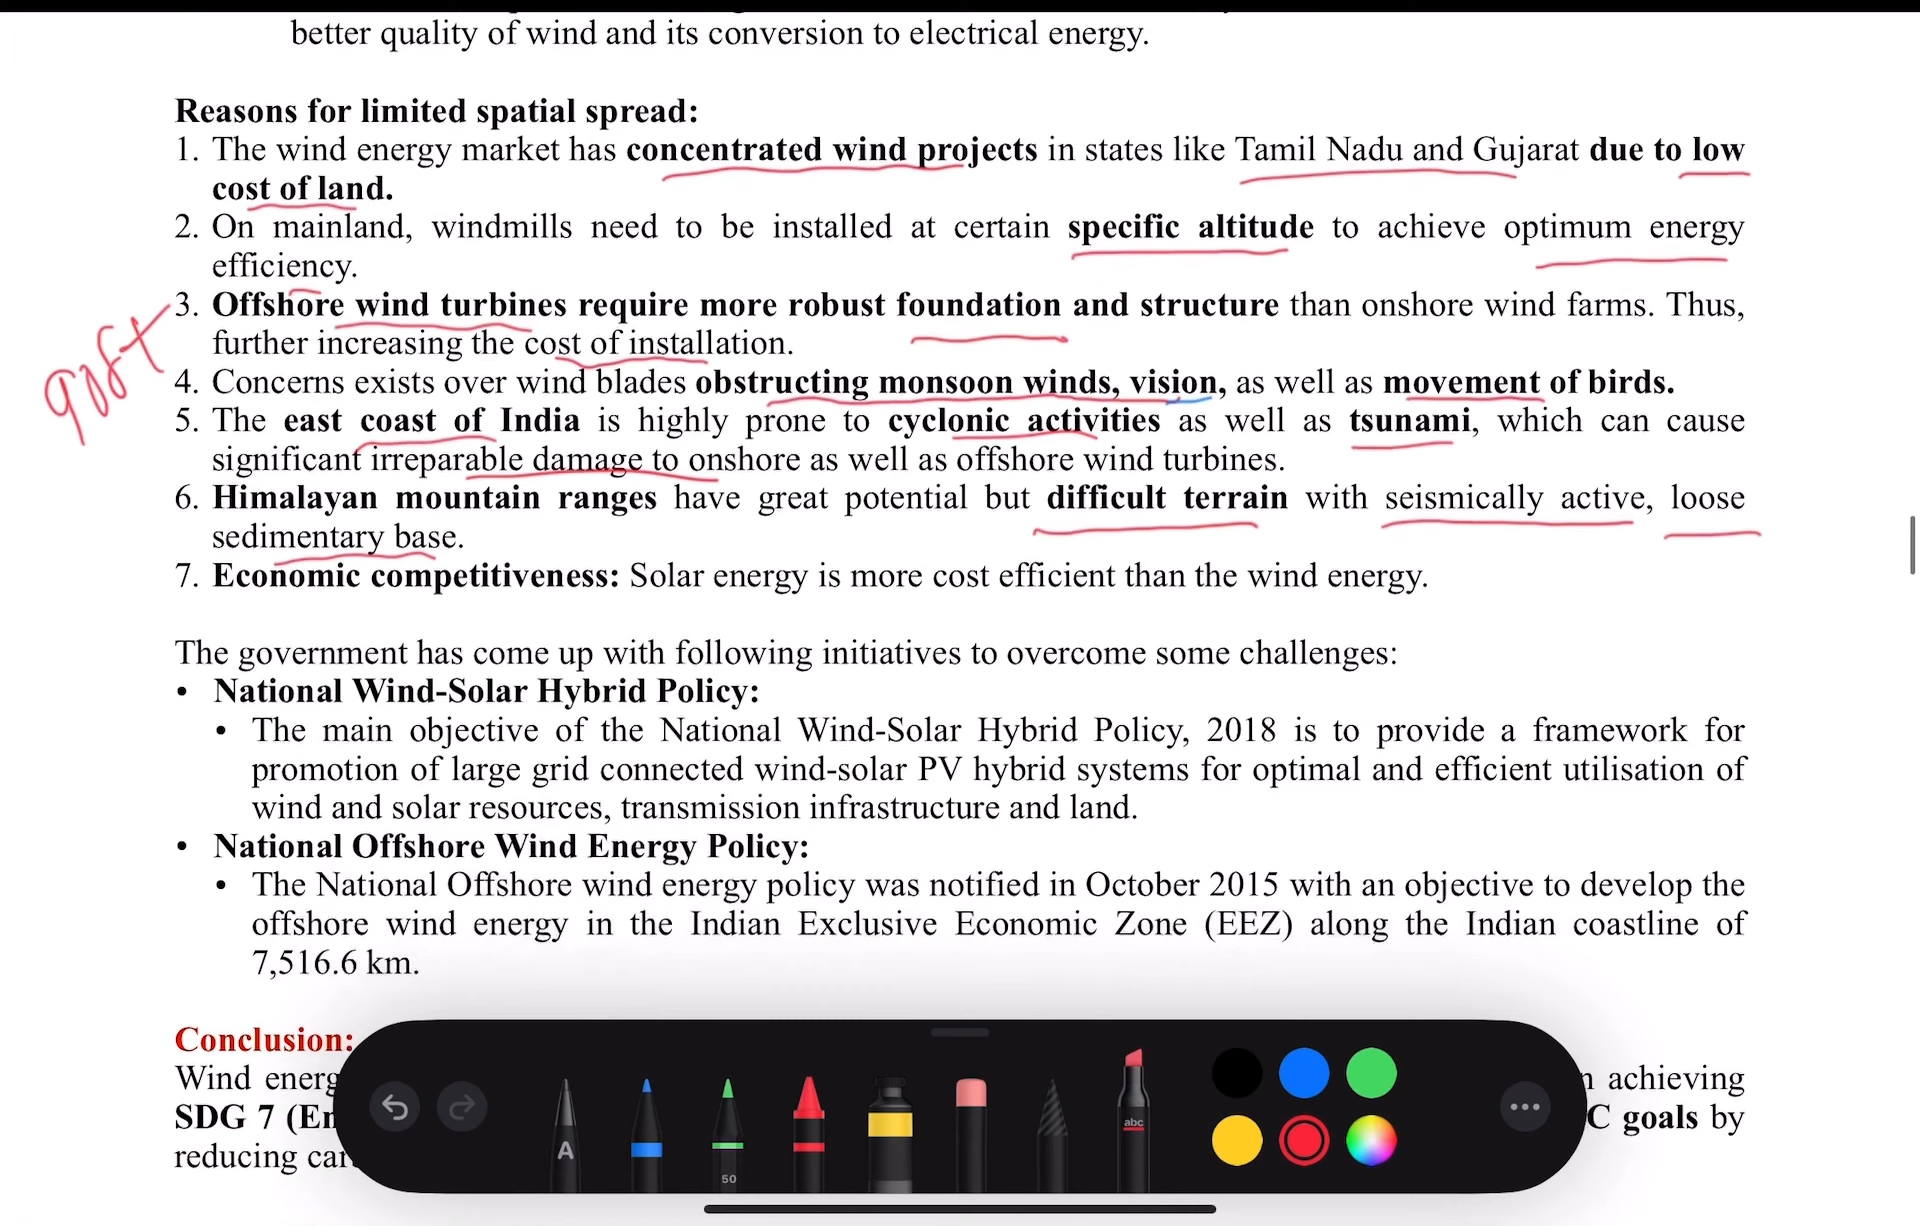 better quality of wind and its conversion to electrical energy.
Reasons for limited spatial spread:
1. The wind energy market has concentrated wind projects in states like Tamil Nadu and Gujarat due to low
cost of land.
2. On mainland, windmills need to be installed at certain specific altitude to achieve optimum energy
efficiency.
3. Offshore wind turbines require more robust foundation and structure than onshore wind farms. Thus,
further increasing the cost of installation.
4. Concerns exists over wind blades obstructing monsoon winds, vision, as well as movement of birds.
5. The east coast of India is highly prone to cyclonic activities as well as tsunami, which can cause
significant irreparable damage to onshore as well as offshore wind turbines.
6. Himalayan mountain ranges have great potential but difficult terrain with seismically active, loose
sedimentary base.
7. Economic competitiveness: Solar energy is more cost efficient than the wind energy.
The government has come up with following initiatives to overcome some challenges:
• National Wind-Solar Hybrid Policy:
• The main objective of the National Wind-Solar Hybrid Policy, 2018 is to provide a framework for
promotion of large grid connected wind-solar PV hybrid systems for optimal and efficient utilisation of
wind and solar resources, transmission infrastructure and land.
• National Offshore Wind Energy Policy:
• The National Offshore wind energy policy was notified in October 2015 with an objective to develop the
offshore wind energy in the Indian Exclusive Economic Zone (EEZ) along the Indian coastline of
7,516.6 km.
Conclusion:
Wind achieving
SDG 7 C goals by
reducing
A
50
abc